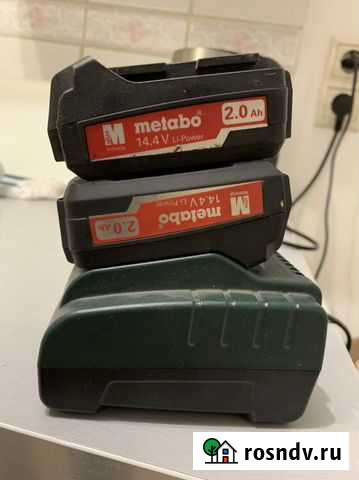 metabo®
14.4 V Li-Power
2.0 Ah
metabo®
14.4 V Li-Power
2.0 Ah
rosndv.ru